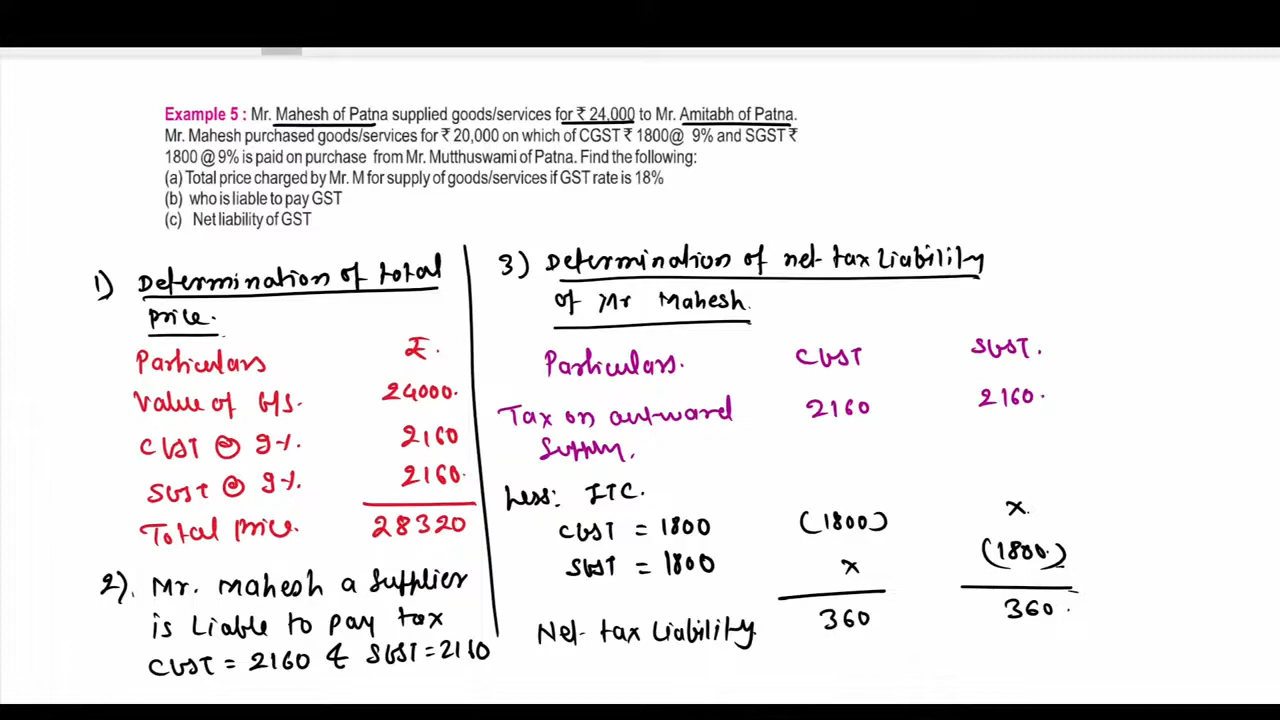 Example 5 : Mr. Mahesh of Patna supplied goods/services for ₹ 24,000 to Mr. Amitabh of Patna.
Mr. Mahesh purchased goods/services for ₹ 20,000 on which of CGST ₹ 1800@ 9% and SGST ₹
1800 @ 9% is paid on purchase from Mr. Mutthuswami of Patna. Find the following:
(a) Total price charged by Mr. M for supply of goods/services if GST rate is 18%
(b) who is liable to pay GST
(c) Net liability of GST
1) Determination of total
price.
Particulars ₹.
Value of G/S. 24000.
CGST @ 9%. 2160
SGST @ 9%. 2160.
Total price. 28320
2). Mr. Mahesh a supplier
is Liable to pay tax
CGST = 2160 & SGST = 2160
3) Determination of net tax Liability
of Mr Mahesh.
Particulars. CGST SGST.
Tax on outward 2160 2160.
Supply.
Less: ITC.
CGST = 1800 (1800) x
SGST = 1800 x (1800.)
Net tax Liability. 360 360.